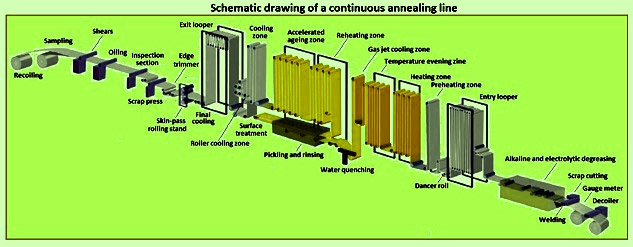 Schematic drawing of a continuous annealing line
Exit looper
Cooling
zone
Accelerated
ageing zone
Reheating zone
Gas jet cooling zone
Temperature evening zine
Heating zone
Preheating zone
Entry looper
Shears
Sampling
Oiling
Inspection
section
Edge
trimmer
Recoiling
Scrap press
Skin-pass
rolling stand
Final
cooling
Roller cooling zone
Surface
treatment
Pickling and rinsing
Water quenching
Dancer roll
Alkaline and electrolytic degreasing
Scrap cutting
Gauge meter
Decoiler
Welding